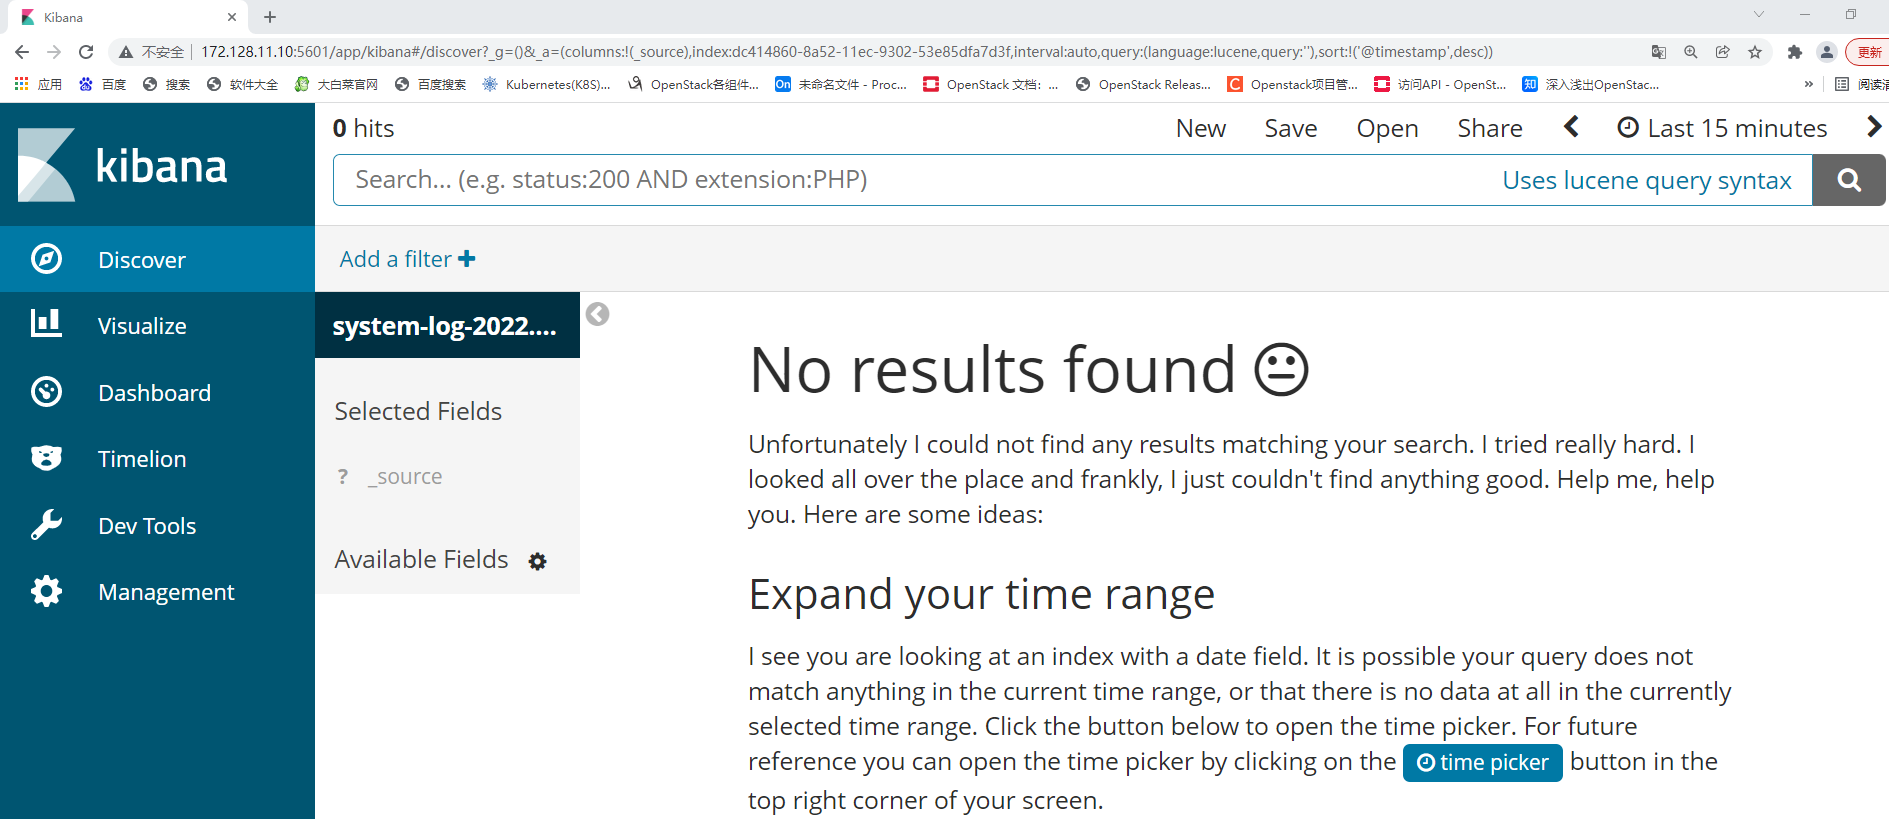 Kibana
不安全
172.128.11.10:5601/app/kibana#/discover?_g=()&_a=(columns:!(_source),index:dc414860-8a52-11ec-9302-53e85dfa7d3f,interval:auto,query:(language:lucene,query:''),sort:!('@timestamp',desc))
更新
应用 百度 搜索 软件大全 大白菜官网 百度搜索 Kubernetes(K8S)... OpenStack各组件... On 未命名文件 - Proc... OpenStack 文档：... OpenStack Releas... C Openstack项目管... 访问API - OpenSt... 知 深入浅出OpenStac... » 阅读清
kibana
Discover
Visualize
Dashboard
Timelion
Dev Tools
Management
0 hits
New Save Open Share Last 15 minutes
Search... (e.g. status:200 AND extension:PHP)
Uses lucene query syntax
Add a filter +
system-log-2022....
Selected Fields
? _source
Available Fields
No results found
Unfortunately I could not find any results matching your search. I tried really hard. I
looked all over the place and frankly, I just couldn't find anything good. Help me, help
you. Here are some ideas:
Expand your time range
I see you are looking at an index with a date field. It is possible your query does not
match anything in the current time range, or that there is no data at all in the currently
selected time range. Click the button below to open the time picker. For future
reference you can open the time picker by clicking on the time picker button in the
top right corner of your screen.